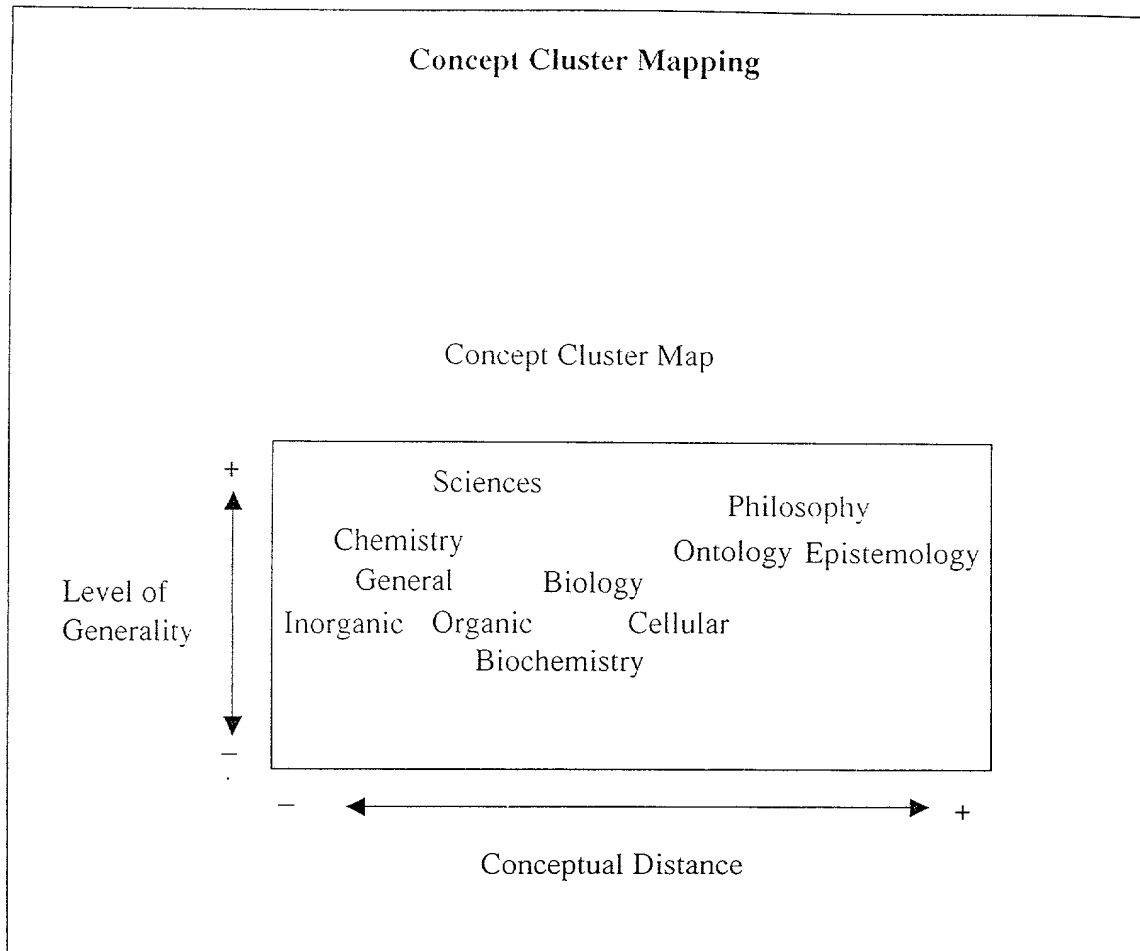 Concept Cluster Mapping
Concept Cluster Map
+
Sciences
Philosophy
Chemistry
Ontology Epistemology
General Biology
Level of
Generality
Inorganic Organic Cellular
Biochemistry
−
− +
Conceptual Distance